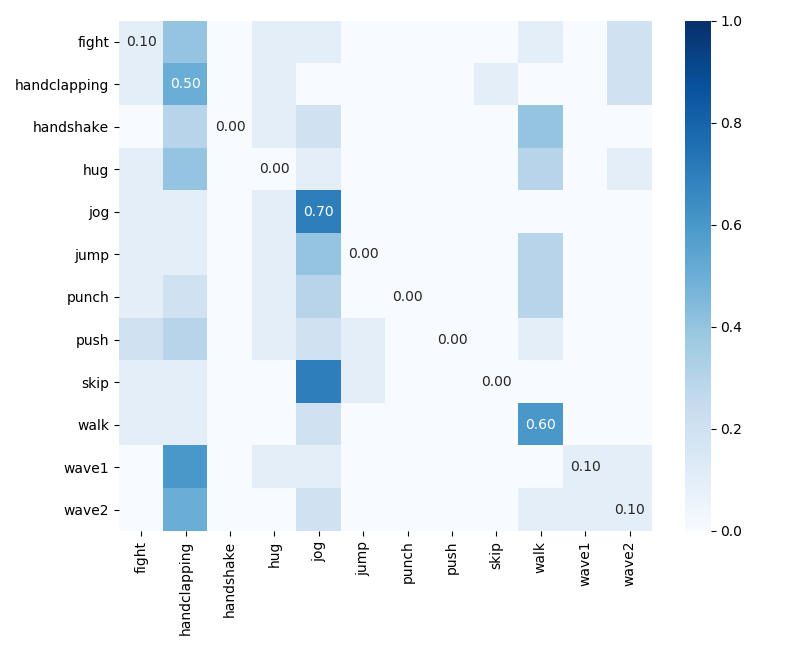 1.0
fight 0.10
handclapping 0.50
0.8
handshake 0.00
hug 0.00
0.6
jog 0.70
jump 0.00
0.4
punch 0.00
push 0.00
skip 0.00
0.2
walk 0.60
wave1 0.10
wave2 0.10
0.0
fight handclapping handshake hug jog jump punch push skip walk wave1 wave2